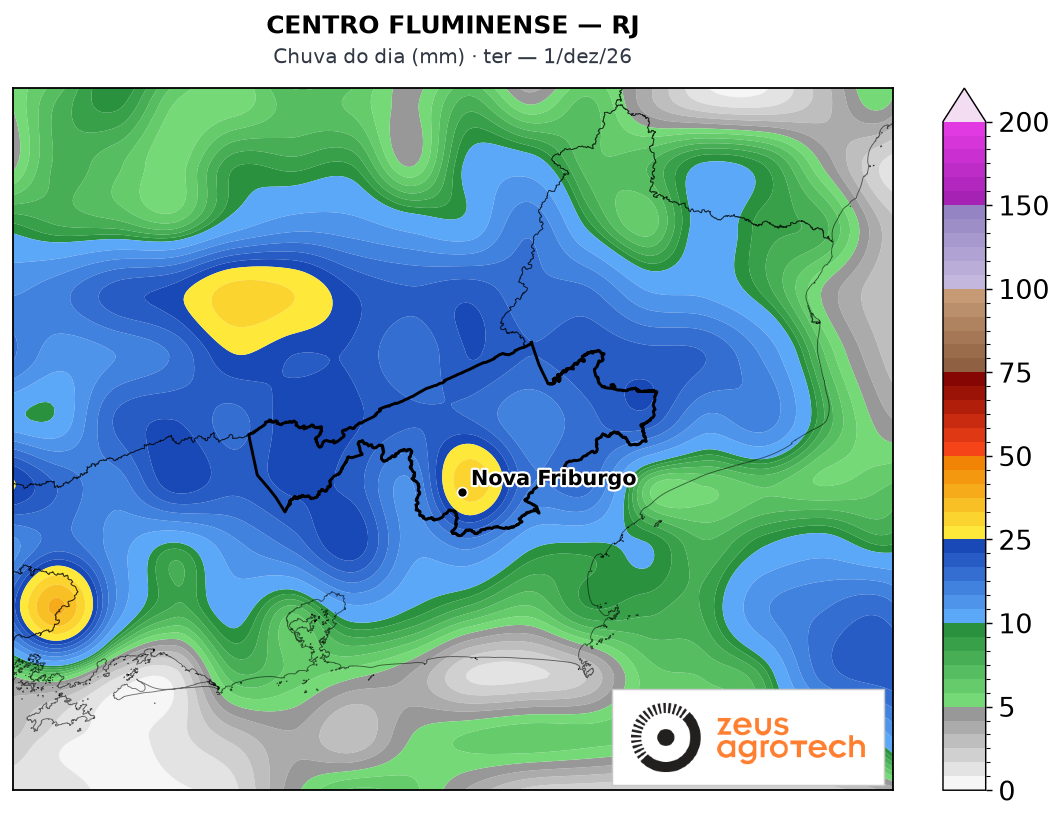 CENTRO FLUMINENSE — RJ
Chuva do dia (mm) · ter — 1/dez/26
200
150
100
75
50
25
10
5
0
Nova Friburgo
zeus
agrotech